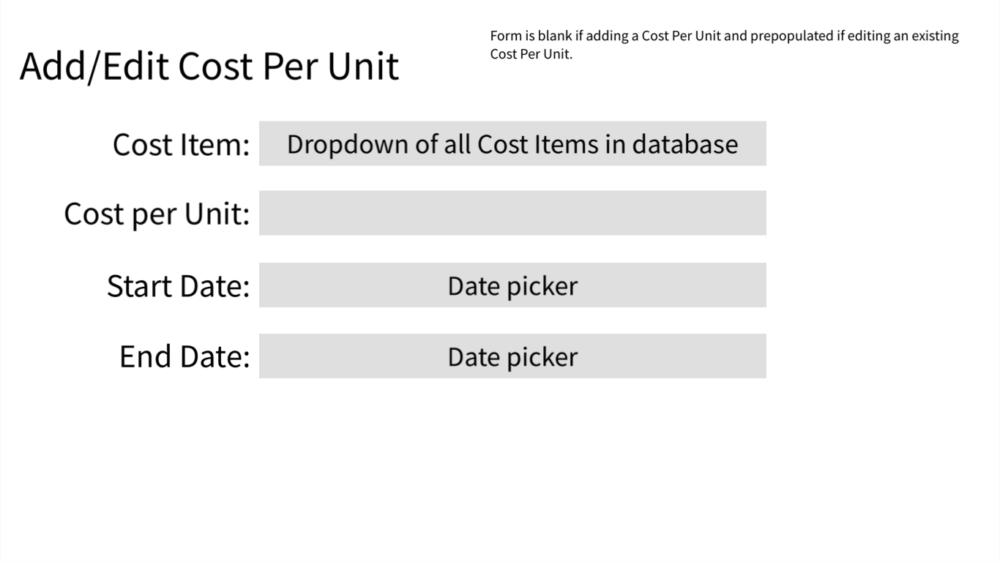 Form is blank if adding a Cost Per Unit and prepopulated if editing an existing
Cost Per Unit.
Add/Edit Cost Per Unit
Cost Item: Dropdown of all Cost Items in database
Cost per Unit:
Start Date: Date picker
End Date: Date picker